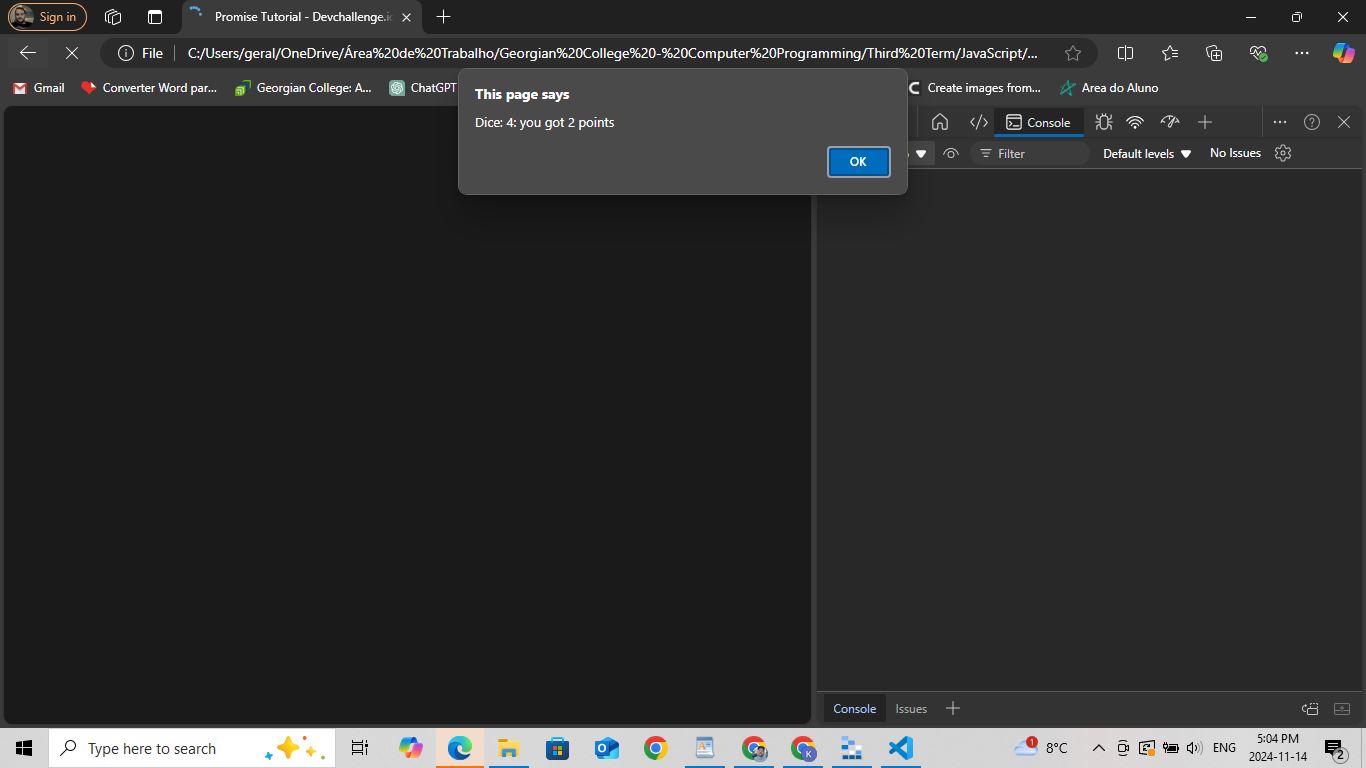 Sign in
Promise Tutorial - Devchallenge.i
File
C:/Users/geral/OneDrive/Área%20de%20Trabalho/Georgian%20College%20-%20Computer%20Programming/Third%20Term/JavaScript/...
Gmail
Converter Word par...
Georgian College: A...
ChatGPT
Create images from...
Area do Aluno
This page says
Dice: 4: you got 2 points
OK
Console
Filter
Default levels
No Issues
Console
Issues
Type here to search
K
1
8°C
ENG
5:04 PM
2024-11-14
2